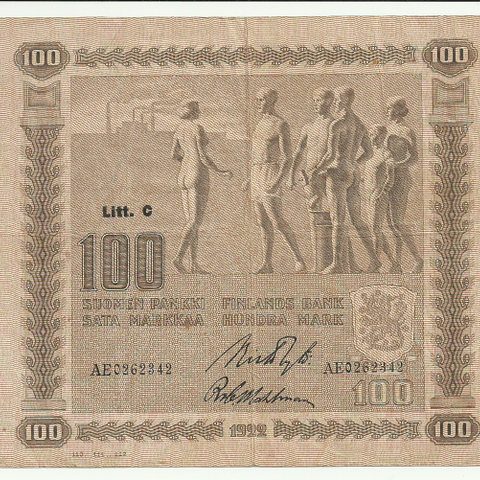 100 100
Litt. C
100
SUOMEN PANKKI FINLANDS BANK
SATA MARKKAA HUNDRA MARK
AE0262342 AE0262342
100
100 1922 100